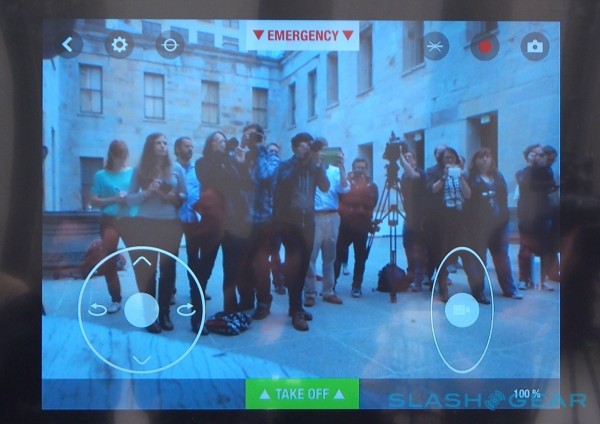 ▼ EMERGENCY ▼
▲ TAKE OFF ▲
100 %
SLASHGEAR